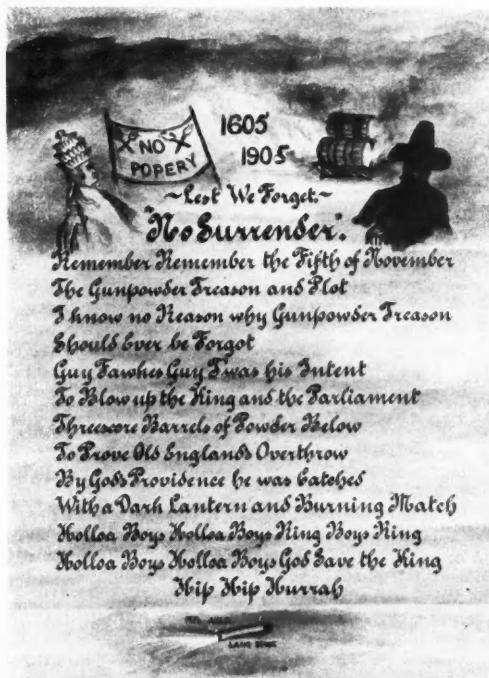 NO
POPERY
1605
1905
~Lest We Forget.~
"No Surrender".
Remember Remember the Fifth of November
The Gunpowder Treason and Plot
I know no Reason why Gunpowder Treason
Should Ever be Forgot
Guy Fawkes Guy Twas his Intent
To Blow up the King and the Parliament
Threescore Barrels of Powder Below
To Prove Old England's Overthrow
By God's Providence he was Catched
With a Dark Lantern and Burning Match
Holloa Boys Holloa Boys Ring Boys Ring
Holloa Boys Holloa Boys God Save the King
Hip Hip Hurrah